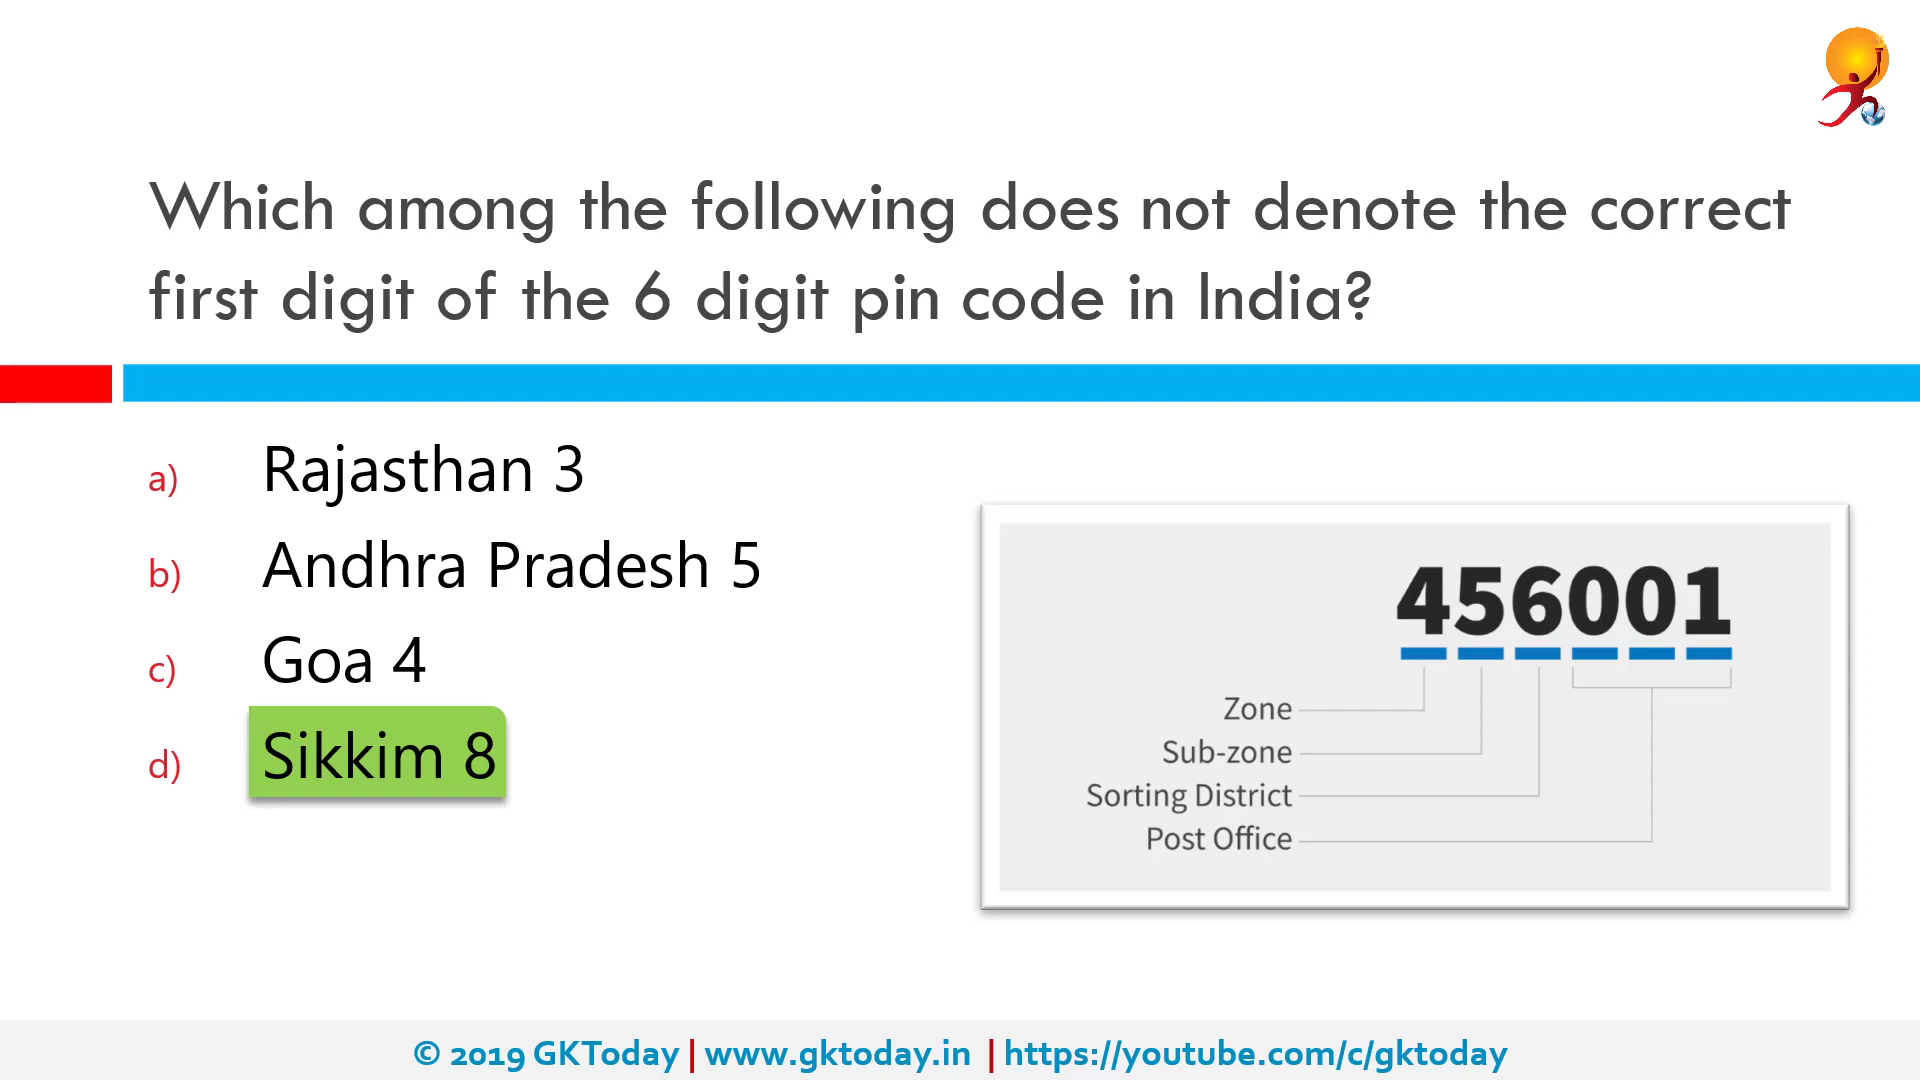 Which among the following does not denote the correct
first digit of the 6 digit pin code in India?
a) Rajasthan 3
b) Andhra Pradesh 5
c) Goa 4
d) Sikkim 8
456001
Zone
Sub-zone
Sorting District
Post Office
© 2019 GKToday | www.gktoday.in | https://youtube.com/c/gktoday